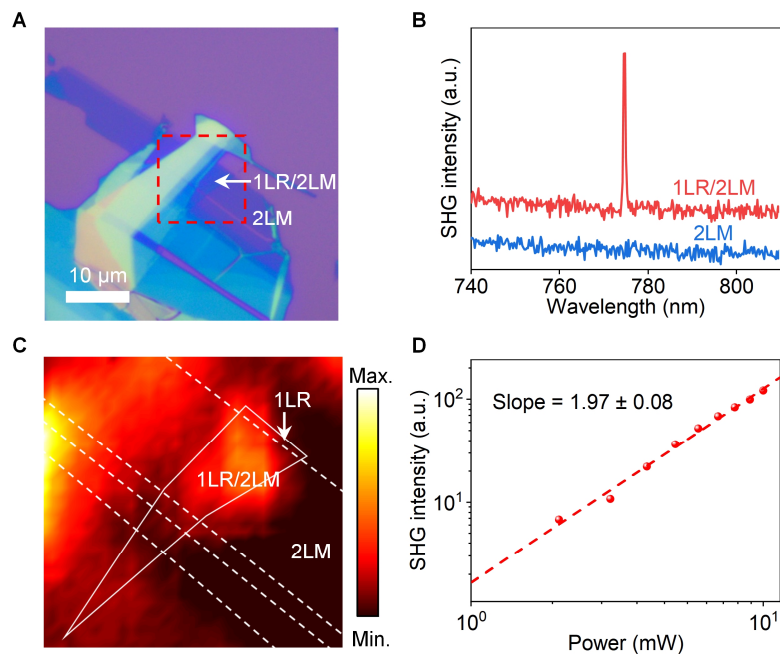 A
1LR/2LM
2LM
10 µm
B
SHG intensity (a.u.)
1LR/2LM
2LM
740 760 780 800
Wavelength (nm)
C
1LR
1LR/2LM
2LM
Max.
Min.
D
SHG intensity (a.u.)
10²
10¹
Slope = 1.97 ± 0.08
10⁰ 10¹
Power (mW)